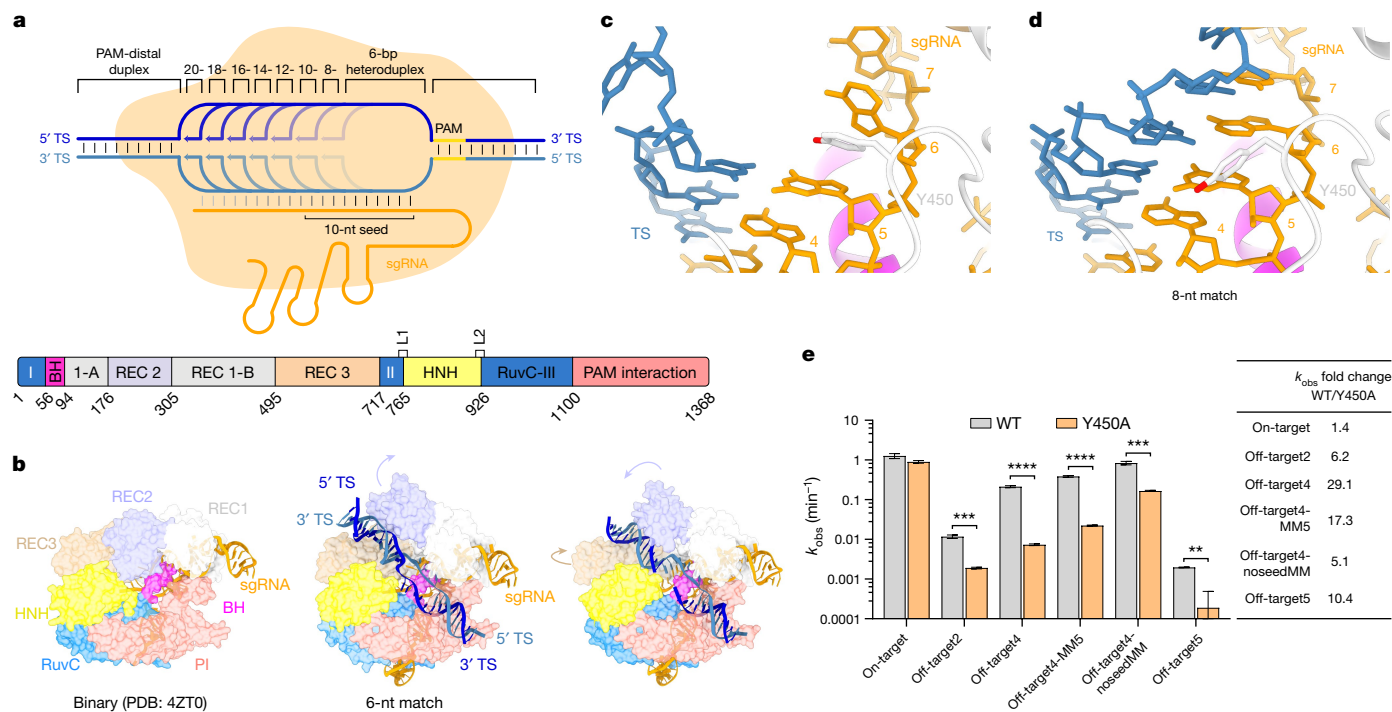 a
PAM-distal
duplex
20- 18- 16- 14- 12- 10- 8-
6-bp
heteroduplex
PAM
5′ TS
3′ TS
3′ TS
5′ TS
10-nt seed
sgRNA
L1
L2
I
BH
1-A
REC 2
REC 1-B
REC 3
II
HNH
RuvC-III
PAM interaction
1
56
94
176
305
495
717
765
926
1100
1368
b
REC2
REC1
REC3
sgRNA
HNH
BH
RuvC
PI
Binary (PDB: 4ZT0)
5′ TS
3′ TS
sgRNA
5′ TS
3′ TS
6-nt match
c
sgRNA
7
6
Y450
TS
4
5
d
sgRNA
7
6
Y450
TS
4
5
8-nt match
e
WT
Y450A
10
1
0.1
0.01
0.001
0.0001
kobs (min−1)
***
****
****
***
**
On-target
Off-target2
Off-target4
Off-target4-MM5
Off-target4-
noseedMM
Off-target5
kobs fold change
WT/Y450A
On-target 1.4
Off-target2 6.2
Off-target4 29.1
Off-target4-
MM5 17.3
Off-target4-
noseedMM 5.1
Off-target5 10.4